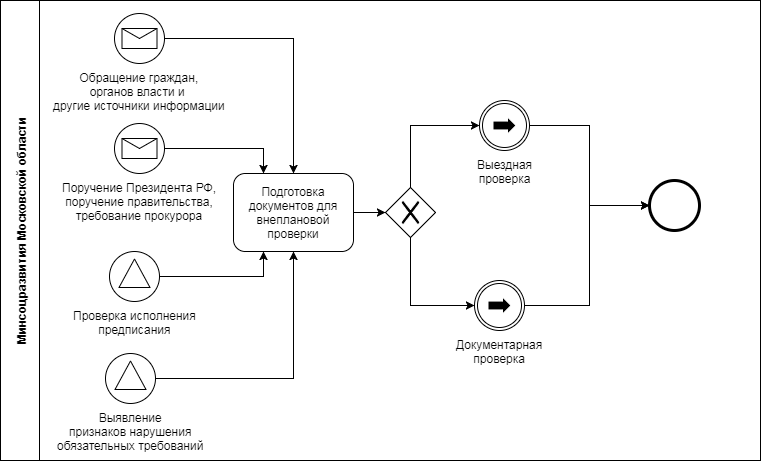 Минсоцразвития Московской области
Обращение граждан,
органов власти и
другие источники информации
Поручение Президента РФ,
поручение правительства,
требование прокурора
Проверка исполнения
предписания
Выявление
признаков нарушения
обязательных требований
Подготовка
документов для
внеплановой
проверки
Выездная
проверка
Документарная
проверка